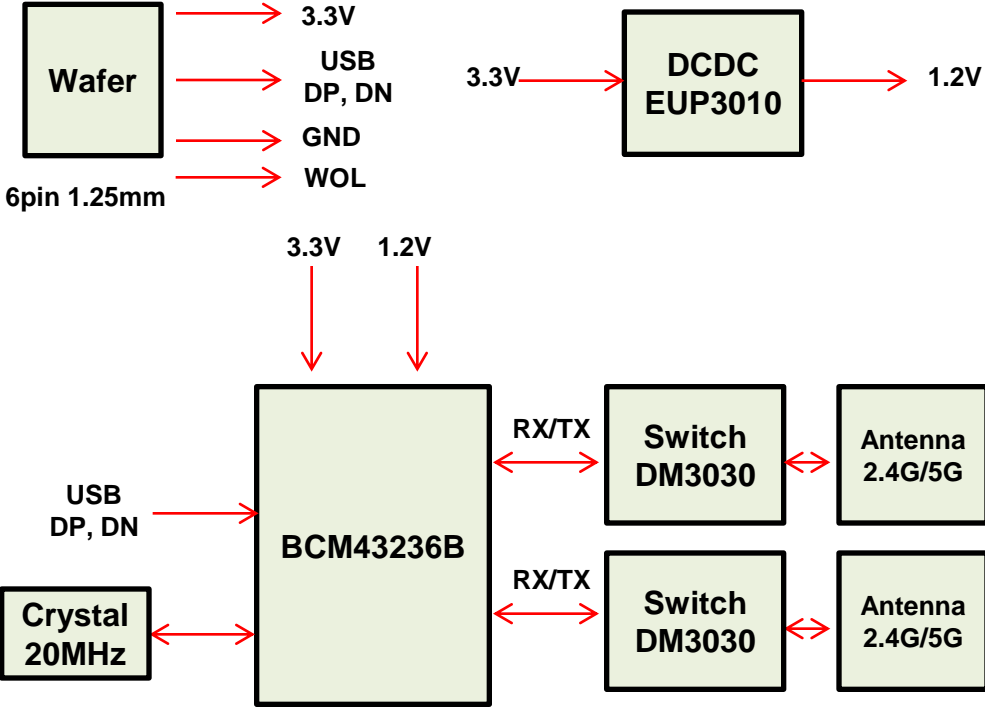 Wafer
3.3V
USB
DP, DN
GND
WOL
6pin 1.25mm
3.3V
DCDC
EUP3010
1.2V
3.3V
1.2V
USB
DP, DN
Crystal
20MHz
BCM43236B
RX/TX
Switch
DM3030
Antenna
2.4G/5G
RX/TX
Switch
DM3030
Antenna
2.4G/5G